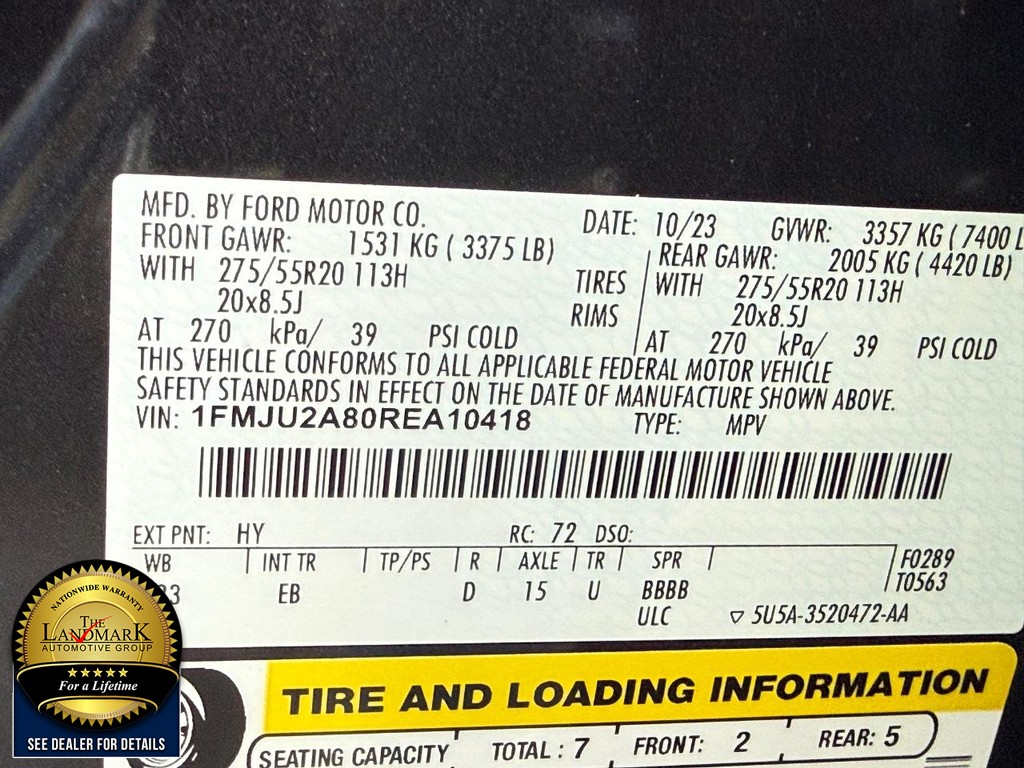 MFD. BY FORD MOTOR CO.
DATE: 10/23 GVWR: 3357 KG ( 7400 L
FRONT GAWR: 1531 KG ( 3375 LB)
REAR GAWR: 2005 KG ( 4420 LB)
WITH 275/55R20 113H TIRES
WITH 275/55R20 113H
20x8.5J RIMS
20x8.5J
AT 270 kPa/ 39 PSI COLD
AT 270 kPa/ 39 PSI COLD
THIS VEHICLE CONFORMS TO ALL APPLICABLE FEDERAL MOTOR VEHICLE
SAFETY STANDARDS IN EFFECT ON THE DATE OF MANUFACTURE SHOWN ABOVE.
VIN: 1FMJU2A80REA10418 TYPE: MPV
EXT PNT: HY RC: 72 DSO:
WB INT TR TP/PS R AXLE TR SPR F0289
EB D 15 U BBBB T0563
ULC ▽ 5U5A-3520472-AA
TIRE AND LOADING INFORMATION
SEATING CAPACITY TOTAL : 7 FRONT: 2 REAR: 5
NATIONWIDE WARRANTY
THE
LANDMARK
AUTOMOTIVE GROUP
For a Lifetime
SEE DEALER FOR DETAILS